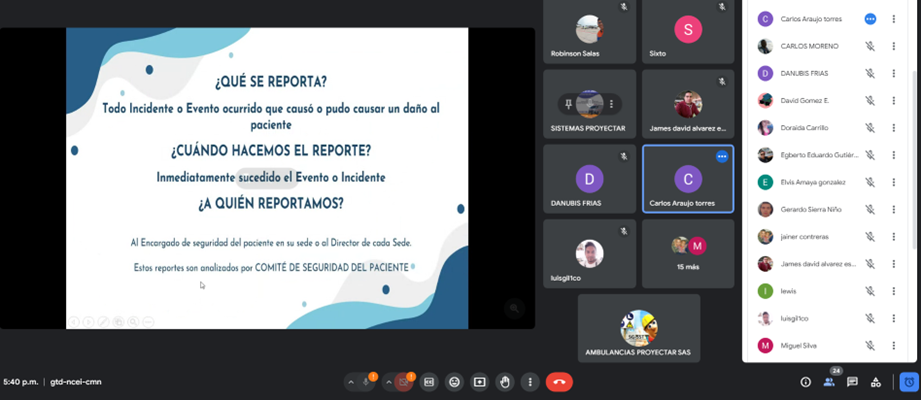 ¿QUÉ SE REPORTA?
Todo Incidente o Evento ocurrido que causó o pudo causar un daño al
paciente
¿CUÁNDO HACEMOS EL REPORTE?
Inmediatamente sucedido el Evento o Incidente
¿A QUIÉN REPORTAMOS?
Al Encargado de seguridad del paciente en su sede o al Director de cada Sede.
Estos reportes son analizados por COMITÉ DE SEGURIDAD DEL PACIENTE
Robinson Salas
S
Sixto
SISTEMAS PROYECTAR
James david alvarez e...
D
DANUBIS FRIAS
C
Carlos Araujo torres
luisgil1co
M
15 más
AMBULANCIAS PROYECTAR SAS
C Carlos Araujo torres
CARLOS MORENO
D DANUBIS FRIAS
David Gomez E.
Doraida Carrillo
Egberto Eduardo Gutiér...
E Elvis Amaya gonzalez
Gerardo Sierra Niño
jainer contreras
James david alvarez es...
l lewis
luisgil1co
M Miguel Silva
5:40 p.m. | gtd-ncei-cmn
24